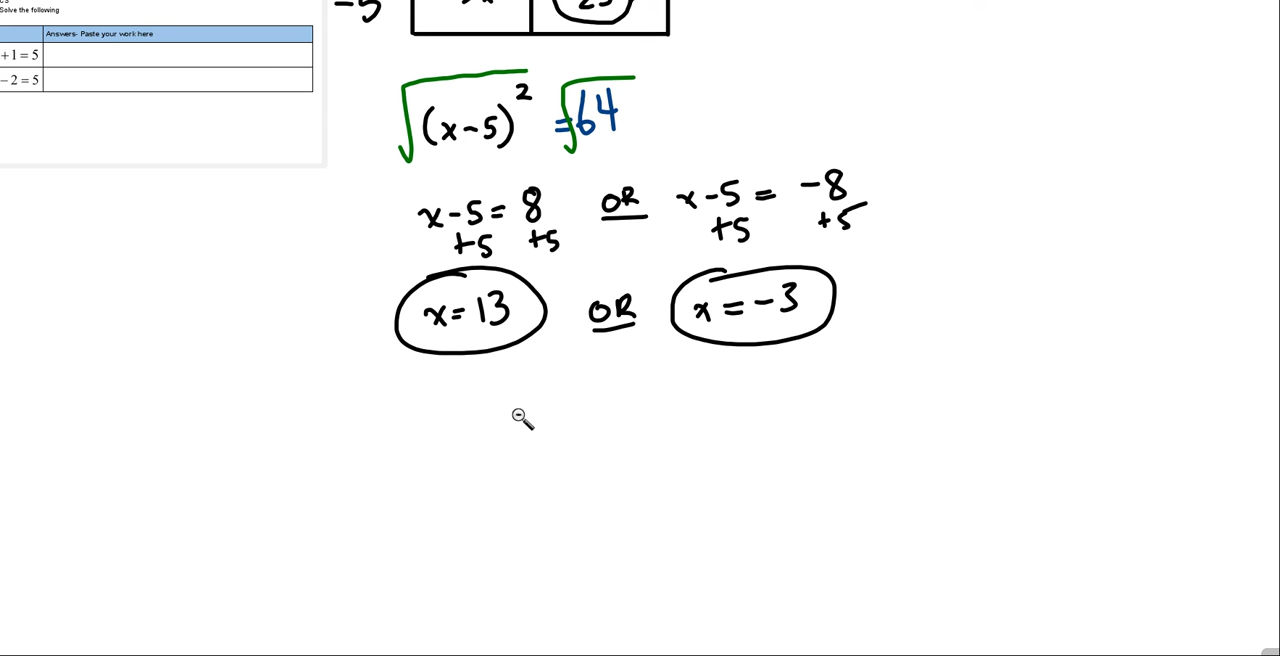 Solve the following
Answers- Paste your work here
+1=5
−2=5
−5
25
√(x−5)² = √64
x−5=8 OR x−5=−8
+5 +5 +5 +5
x=13 OR x=−3